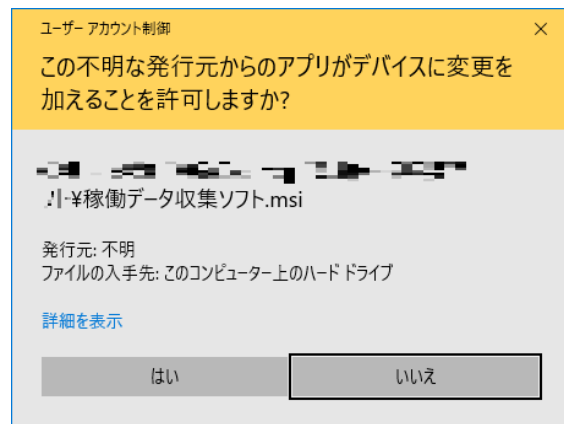 ユーザー アカウント制御
この不明な発行元からのアプリがデバイスに変更を
加えることを許可しますか?
¥稼働データ収集ソフト.msi
発行元: 不明
ファイルの入手先: このコンピューター上のハード ドライブ
詳細を表示
はい
いいえ